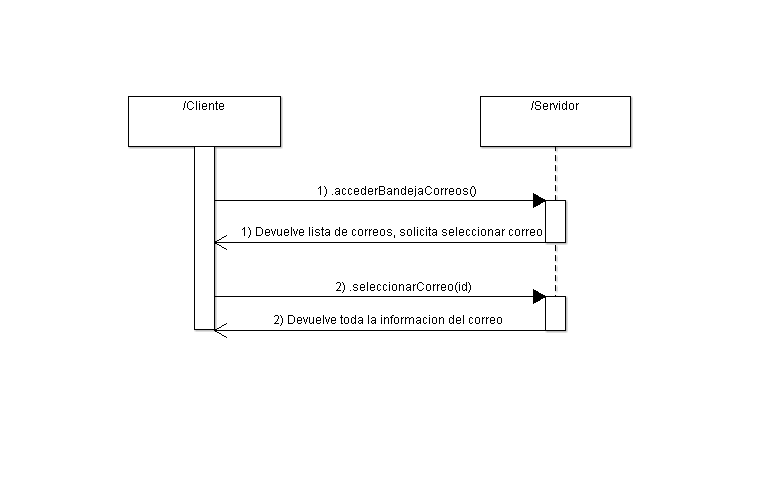 /Cliente
/Servidor
1) .accederBandejaCorreos()
1) Devuelve lista de correos, solicita seleccionar correo
2) .seleccionarCorreo(id)
2) Devuelve toda la informacion del correo